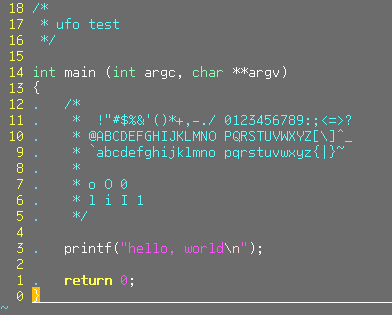 18 /*
17  * ufo test
16  */
15
14 int main (int argc, char **argv)
13 {
12 .   /*
11 .    *  !"#$%&'()*+,-./ 0123456789:;<=>?
10 .    * @ABCDEFGHIJKLMNO PQRSTUVWXYZ[\]^_
9 .    * `abcdefghijklmno pqrstuvwxyz{|}~
8 .    *
7 .    * o O 0
6 .    * l i I 1
5 .    */
4
3 .   printf("hello, world\n");
2
1 .   return 0;
0 }
~